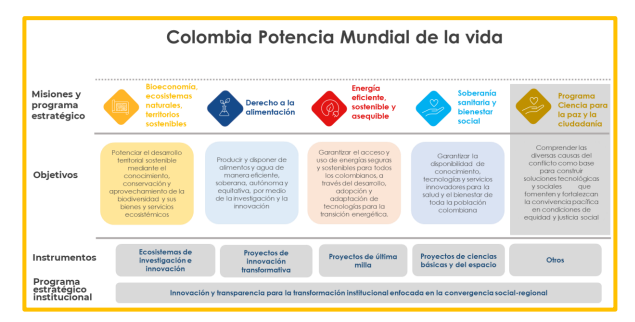 Colombia Potencia Mundial de la vida
Misiones y
programa
estratégico
Bioeconomía,
ecosistemas
naturales,
territorios
sostenibles
Derecho a la
alimentación
Energía
eficiente,
sostenible y
asequible
Soberanía
sanitaria y
bienestar
social
Programa
Ciencia para
la paz y la
ciudadanía
Objetivos
Potenciar el desarrollo
territorial sostenible
mediante el
conocimiento,
conservación y
aprovechamiento de la
biodiversidad y sus
bienes y servicios
ecosistémicos
Producir y disponer de
alimentos y agua de
manera eficiente,
soberana, autónoma y
equitativa, por medio
de la investigación y la
innovación
Garantizar el acceso y
uso de energías seguras
y sostenibles para todos
los colombianos, a
través del desarrollo,
adopción y
adaptación de
tecnologías para la
transición energética.
Garantizar la
disponibilidad de
conocimiento,
tecnologías y servicios
innovadores para la
salud y el bienestar de
toda la población
colombiana
Comprender las
diversas causas del
conflicto como base
para construir
soluciones tecnológicas
y sociales que
fomenten y fortalezcan
la convivencia pacífica
en condiciones de
equidad y justicia social
Instrumentos
Ecosistemas de
investigación e
innovación
Proyectos de
innovación
transformativa
Proyectos de última
milla
Proyectos de ciencias
básicas y del espacio
Otros
Programa
estratégico
institucional
Innovación y transparencia para la transformación institucional enfocada en la convergencia social-regional